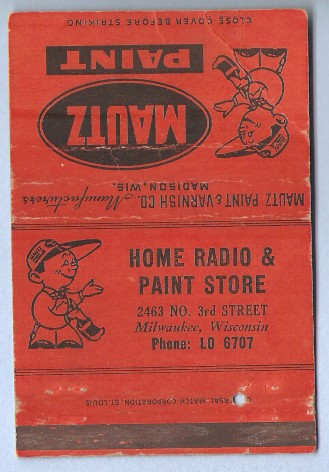 CLOSE COVER BEFORE STRIKING
MAUTZ
PAINT
MAUTZ PAINT & VARNISH CO.
MADISON, WIS.
Manufacturers
HOME RADIO &
PAINT STORE
2463 NO. 3rd STREET
Milwaukee, Wisconsin
Phone: LO 6707
MATCH CORPORATION, ST. LOUIS